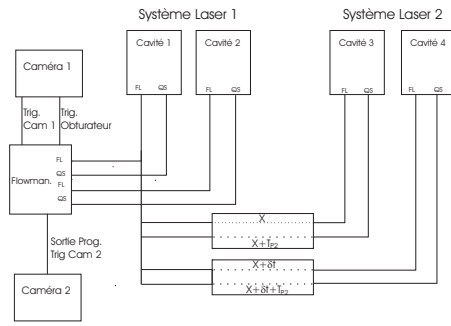 Système Laser 1
Système Laser 2
Cavité 1
Cavité 2
Cavité 3
Cavité 4
FL
QS
FL
QS
FL
QS
FL
QS
Caméra 1
Trig.
Cam 1
Trig.
Obturateur
Flowman.
FL
QS
FL
QS
X
X+TP2
X+δt
X+δt+TP2
Sortie Prog.
Trig Cam 2
Caméra 2